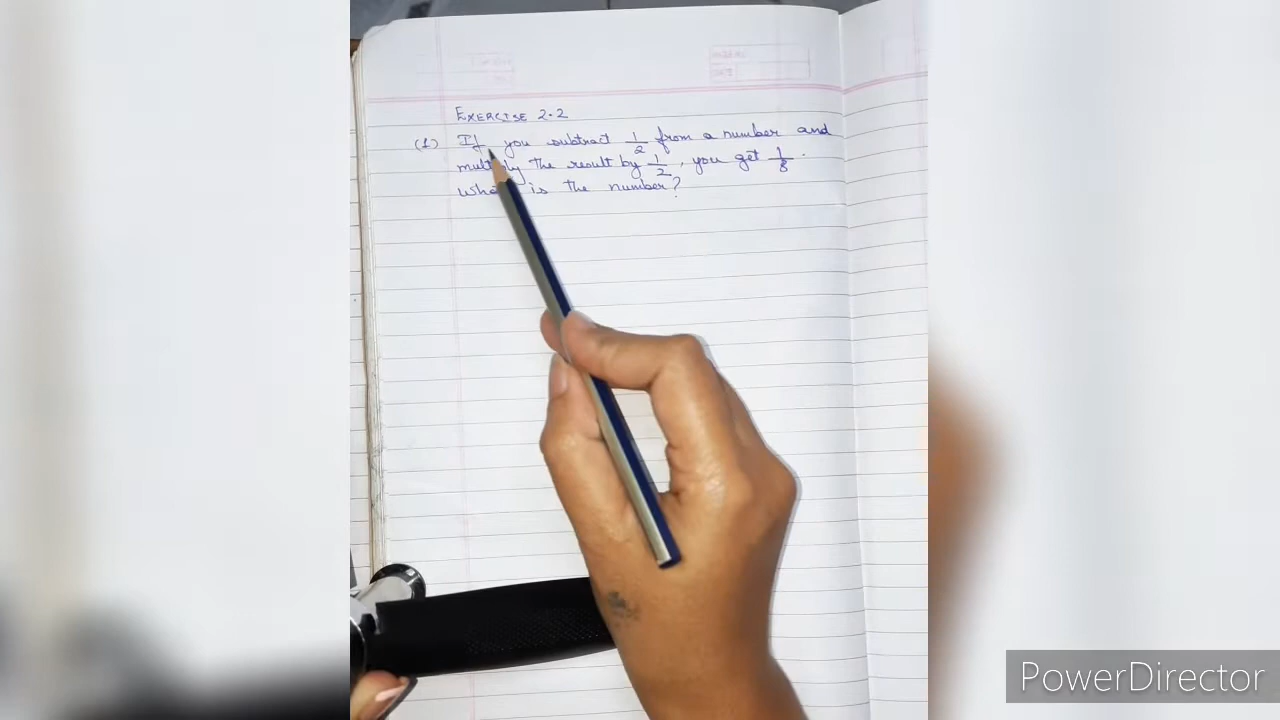 EXERCISE 2.2
(1) If you subtract 1/2 from a number and
the result by 1/2, you get 1/8.
is the number?
PowerDirector